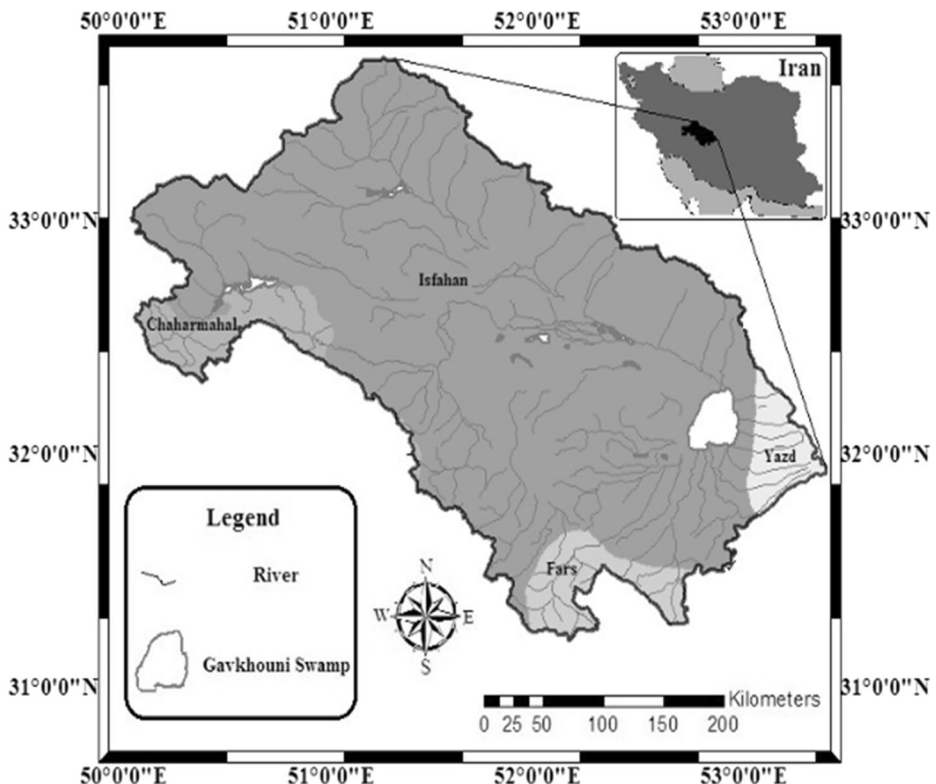 50°0'0"E 51°0'0"E 52°0'0"E 53°0'0"E
Iran
33°0'0"N 33°0'0"N
Isfahan
Chaharmahal
32°0'0"N 32°0'0"N
Yazd
Legend
River
Gavkhouni Swamp
Fars
N
W E
S
31°0'0"N 31°0'0"N
Kilometers
0 25 50 100 150 200
50°0'0"E 51°0'0"E 52°0'0"E 53°0'0"E